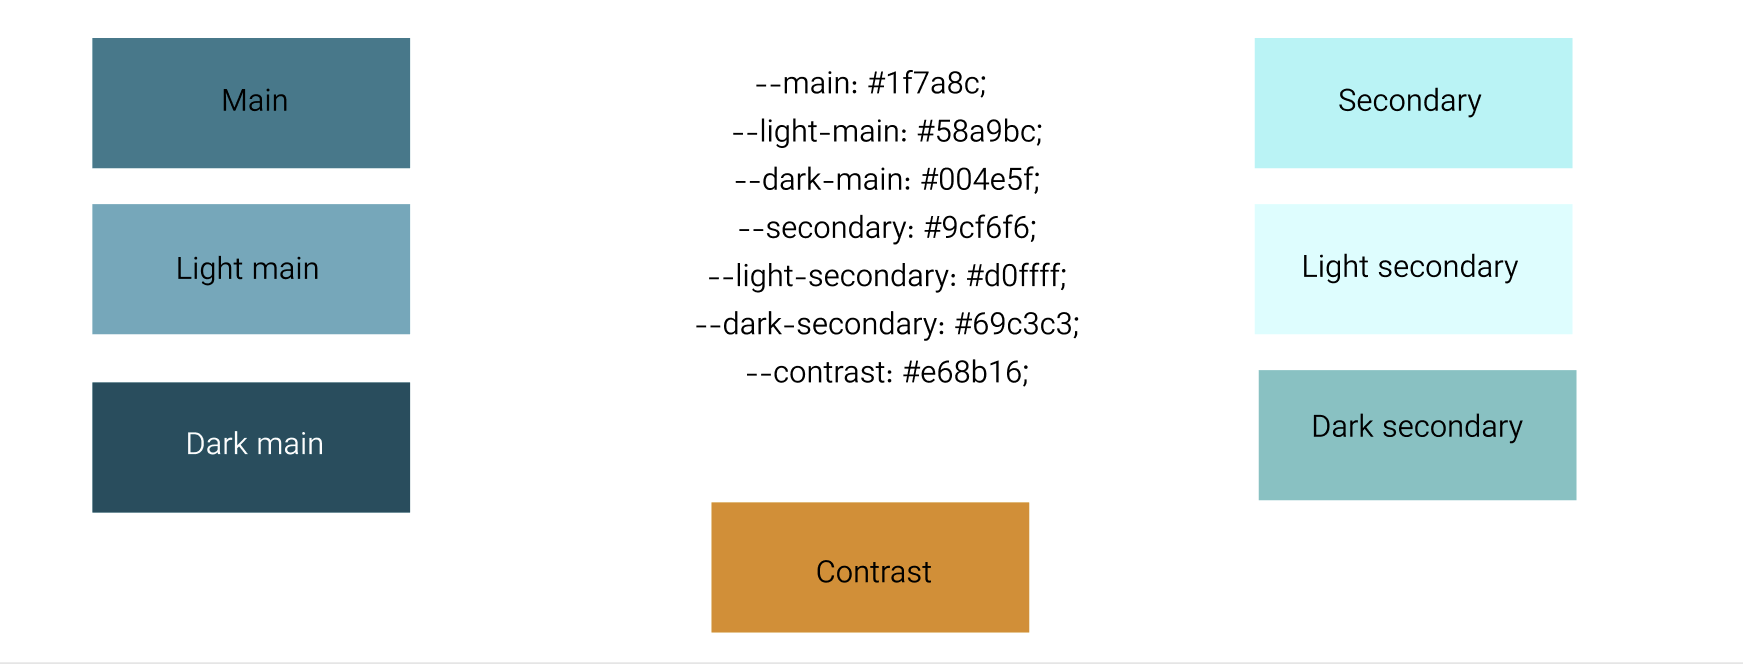 Main
Light main
Dark main
--main: #1f7a8c;
--light-main: #58a9bc;
--dark-main: #004e5f;
--secondary: #9cf6f6;
--light-secondary: #d0ffff;
--dark-secondary: #69c3c3;
--contrast: #e68b16;
Contrast
Secondary
Light secondary
Dark secondary